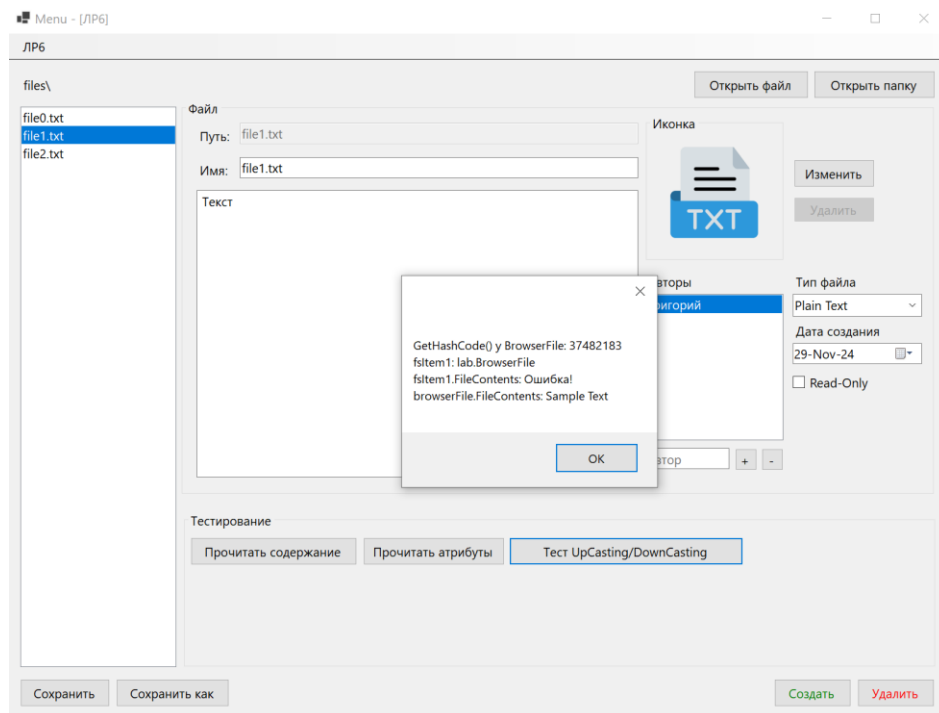 Menu - [ЛР6]
ЛР6
files\
Открыть файл
Открыть папку
file0.txt
file1.txt
file2.txt
Файл
Путь: file1.txt
Имя: file1.txt
Текст
Иконка
TXT
Изменить
Удалить
Тип файла
Plain Text
Дата создания
29-Nov-24
Read-Only
+ -
GetHashCode() у BrowserFile: 37482183
fsItem1: lab.BrowserFile
fsItem1.FileContents: Ошибка!
browserFile.FileContents: Sample Text
OK
Тестирование
Прочитать содержание
Прочитать атрибуты
Тест UpCasting/DownCasting
Сохранить
Сохранить как
Создать
Удалить